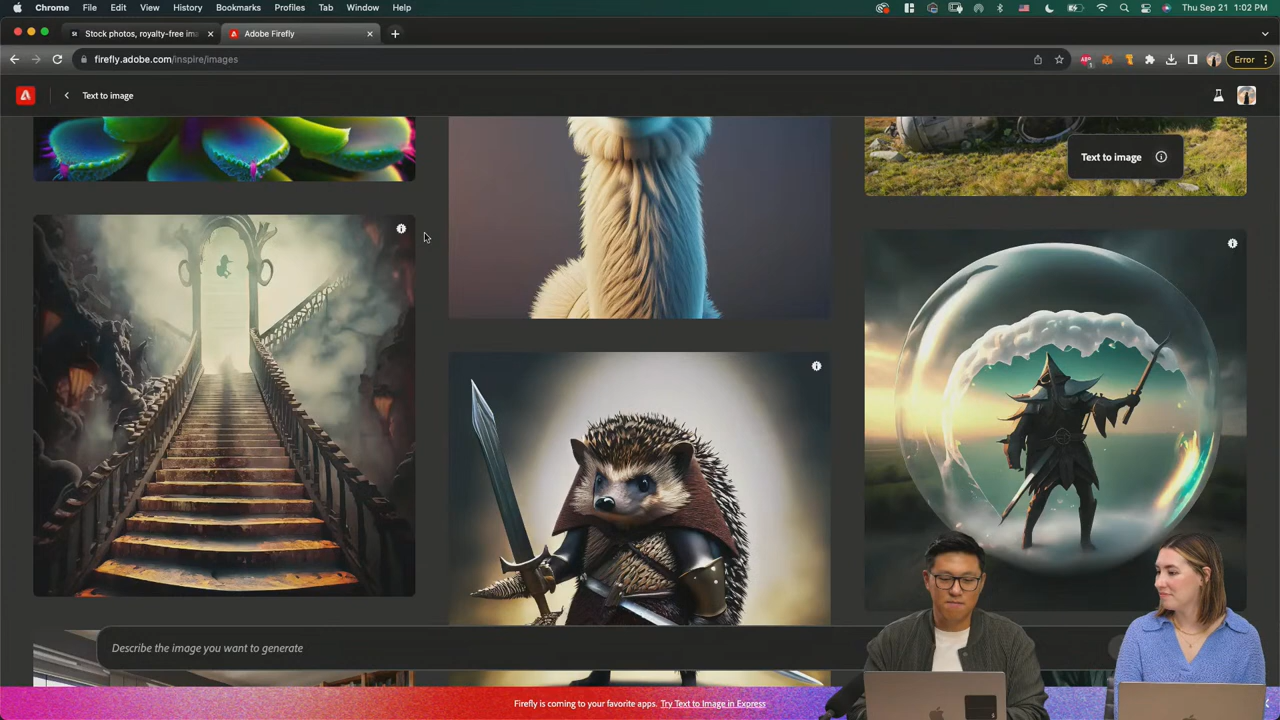 Chrome File Edit View History Bookmarks Profiles Tab Window Help
Thu Sep 21 1:02 PM
Stock photos, royalty-free im
Adobe Firefly
firefly.adobe.com/inspire/images
ABP
1
Error
Text to image
Text to image
Describe the image you want to generate
Firefly is coming to your favorite apps. Try Text to Image in Express